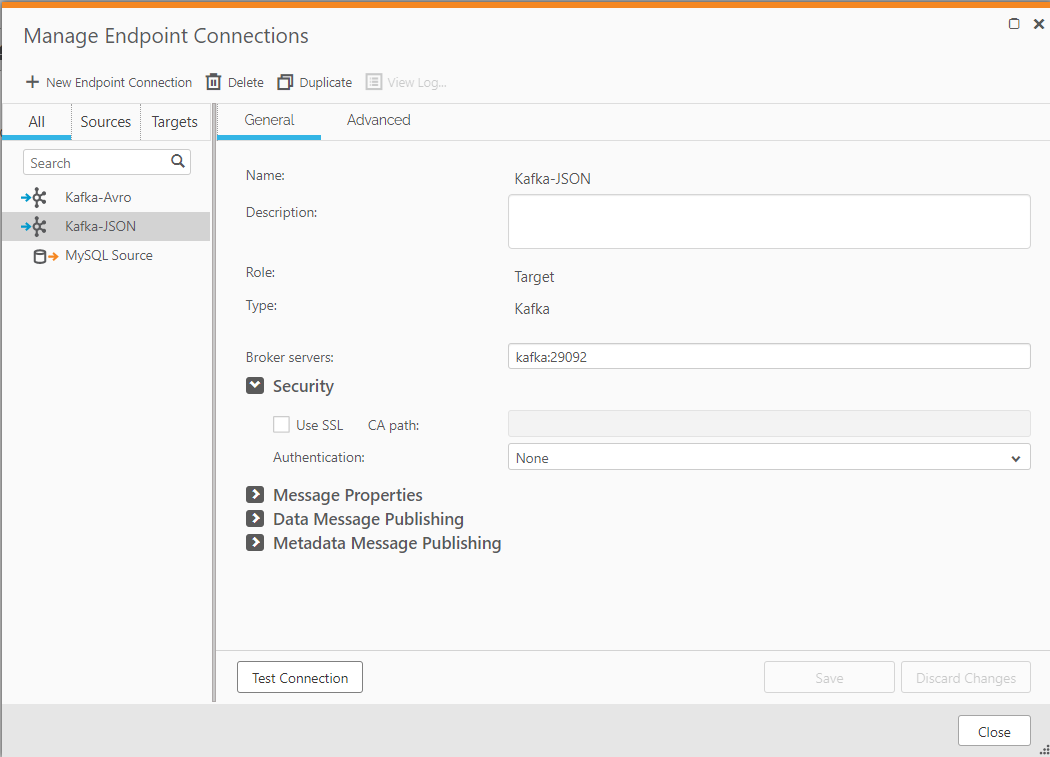 Manage Endpoint Connections
New Endpoint Connection Delete Duplicate View Log...
All Sources Targets General Advanced
Search
Kafka-Avro
Kafka-JSON
MySQL Source
Name: Kafka-JSON
Description:
Role: Target
Type: Kafka
Broker servers: kafka:29092
Security
Use SSL CA path:
Authentication: None
Message Properties
Data Message Publishing
Metadata Message Publishing
Test Connection Save Discard Changes
Close